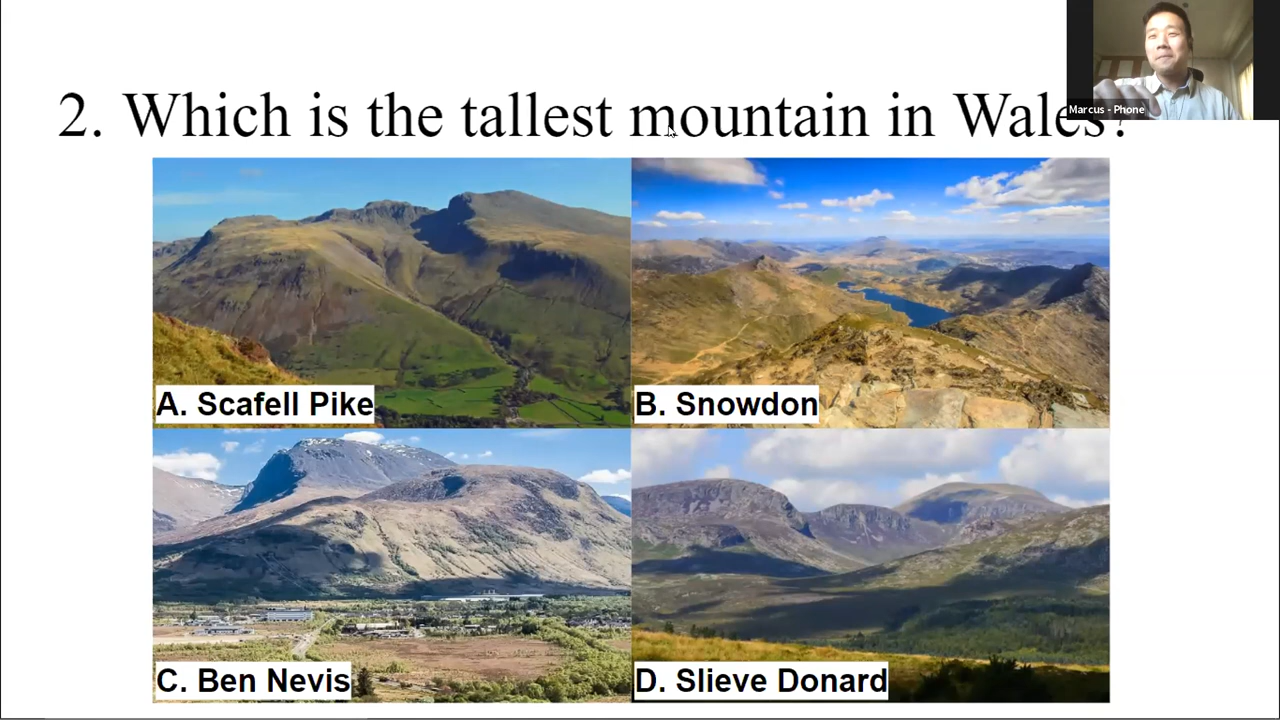 2. Which is the tallest mountain in Wales?
Marcus - Phone
A. Scafell Pike
B. Snowdon
C. Ben Nevis
D. Slieve Donard